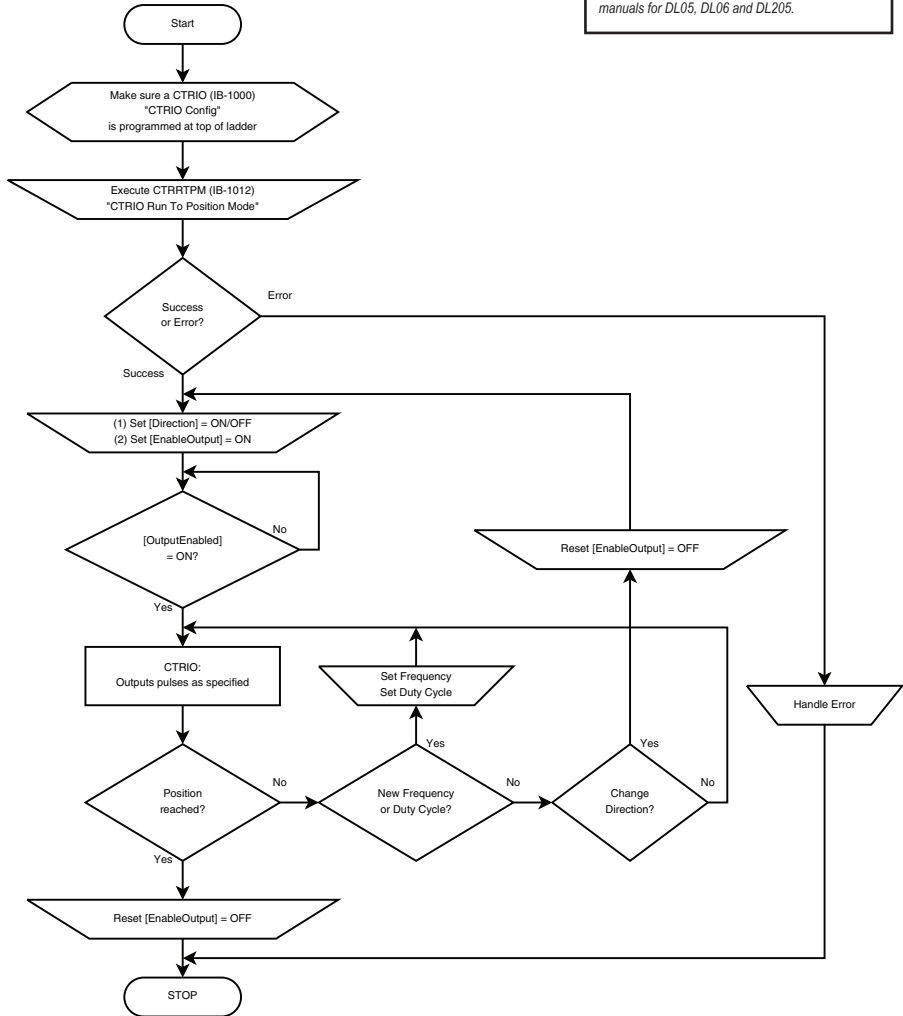 manuals for DL05, DL06 and DL205.
Start
Make sure a CTRIO (IB-1000)
"CTRIO Config"
is programmed at top of ladder
Execute CTRRTPM (IB-1012)
"CTRIO Run To Position Mode"
Success
or Error?
Error
Success
(1) Set [Direction] = ON/OFF
(2) Set [EnableOutput] = ON
[OutputEnabled]
= ON?
No
Yes
Reset [EnableOutput] = OFF
CTRIO:
Outputs pulses as specified
Set Frequency
Set Duty Cycle
Handle Error
Position
reached?
No
Yes
New Frequency
or Duty Cycle?
Yes
No
Change
Direction?
Yes
No
Reset [EnableOutput] = OFF
STOP